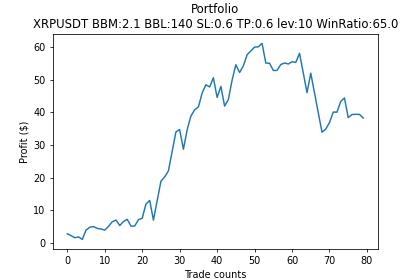 Portfolio
XRPUSDT BBM:2.1 BBL:140 SL:0.6 TP:0.6 lev:10 WinRatio:65.0
60
50
40
30
20
10
0
Profit ($)
0 10 20 30 40 50 60 70 80
Trade counts